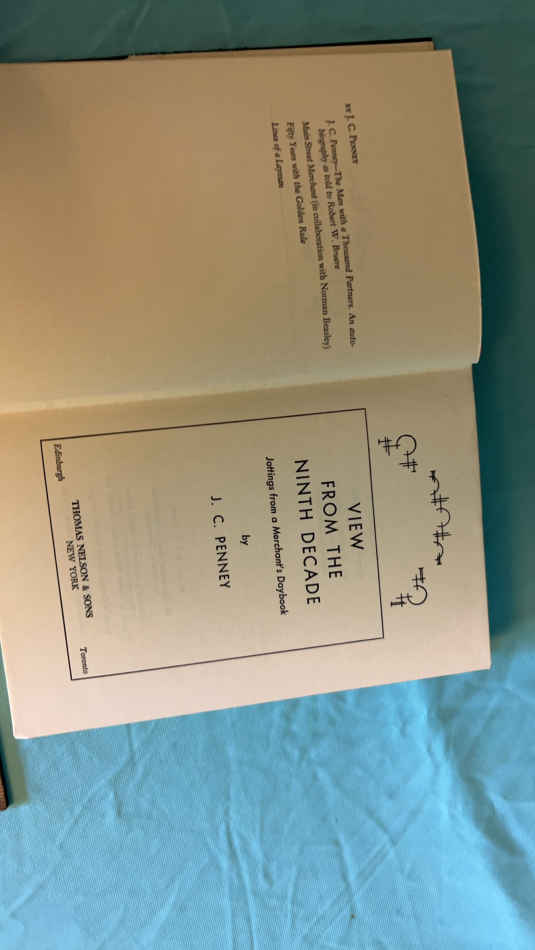 BY J. C. PENNEY
J. C. Penney—The Man with a Thousand Partners. An auto-
biography as told to Robert W. Bruere
Main Street Merchant (in collaboration with Norman Beasley)
Fifty Years with the Golden Rule
Lines of a Layman
VIEW
FROM THE
NINTH DECADE
Jottings from a Merchant's Daybook
by
J. C. PENNEY
THOMAS NELSON & SONS
Edinburgh NEW YORK Toronto